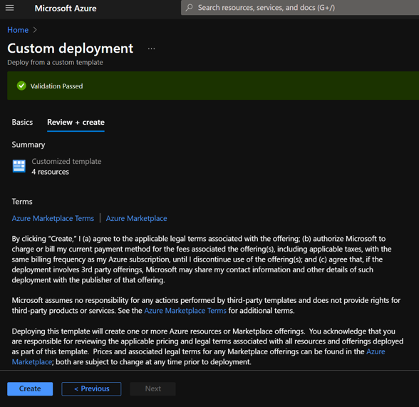 Microsoft Azure
Search resources, services, and docs (G+/)
Home >
Custom deployment ...
Deploy from a custom template
Validation Passed
Basics Review + create
Summary
Customized template
4 resources
Terms
Azure Marketplace Terms | Azure Marketplace
By clicking "Create," I (a) agree to the applicable legal terms associated with the offering; (b) authorize Microsoft to
charge or bill my current payment method for the fees associated the offering(s), including applicable taxes, with the
same billing frequency as my Azure subscription, until I discontinue use of the offering(s); and (c) agree that, if the
deployment involves 3rd party offerings, Microsoft may share my contact information and other details of such
deployment with the publisher of that offering.
Microsoft assumes no responsibility for any actions performed by third-party templates and does not provide rights for
third-party products or services. See the Azure Marketplace Terms for additional terms.
Deploying this template will create one or more Azure resources or Marketplace offerings. You acknowledge that you
are responsible for reviewing the applicable pricing and legal terms associated with all resources and offerings deployed
as part of this template. Prices and associated legal terms for any Marketplace offerings can be found in the Azure
Marketplace; both are subject to change at any time prior to deployment.
Create < Previous Next